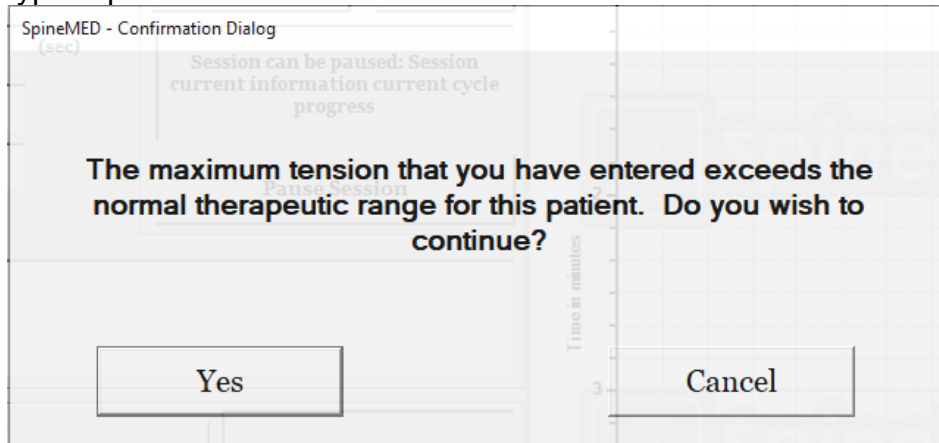 SpineMED - Confirmation Dialog
(sec)
Session can be paused: Session
current information current cycle
progress
The maximum tension that you have entered exceeds the
Pause Session
2
normal therapeutic range for this patient.  Do you wish to
continue?
Time in minutes
Yes
Cancel
3